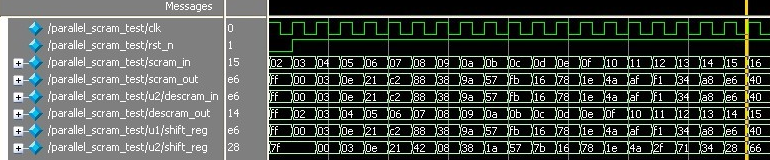 Messages
/parallel_scram_test/clk 0
/parallel_scram_test/rst_n 1
/parallel_scram_test/scram_in 15 02 03 04 05 06 07 08 09 0a 0b 0c 0d 0e 0f 10 11 12 13 14 15 16
/parallel_scram_test/scram_out e6 ff 00 03 0e 21 c2 88 38 9a 57 fb 16 78 1e 4a af f1 34 a8 e6 40
/parallel_scram_test/u2/descram_in e6 ff 00 03 0e 21 c2 88 38 9a 57 fb 16 78 1e 4a af f1 34 a8 e6 40
/parallel_scram_test/descram_out 14 ff 02 03 04 05 06 07 08 09 0a 0b 0c 0d 0e 0f 10 11 12 13 14 15
/parallel_scram_test/u1/shift_reg e6 ff 00 03 0e 21 c2 88 38 9a 57 fb 16 78 1e 4a af f1 34 a8 e6 40
/parallel_scram_test/u2/shift_reg 28 7f 00 03 0e 21 42 08 38 1a 57 7b 16 78 1e 4a 2f 71 34 28 66